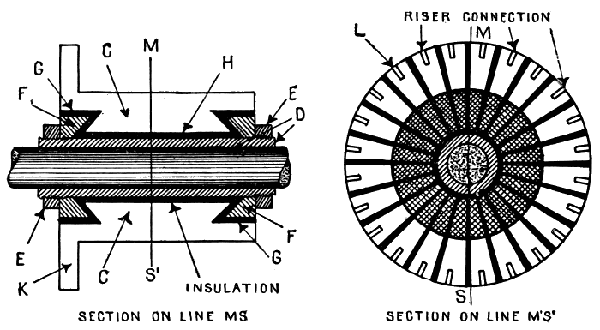 RISER CONNECTION
C
M
H
L
M
G
F
E
D
E
F
G
C
K
S'
INSULATION
S
SECTION ON LINE MS
SECTION ON LINE M'S'